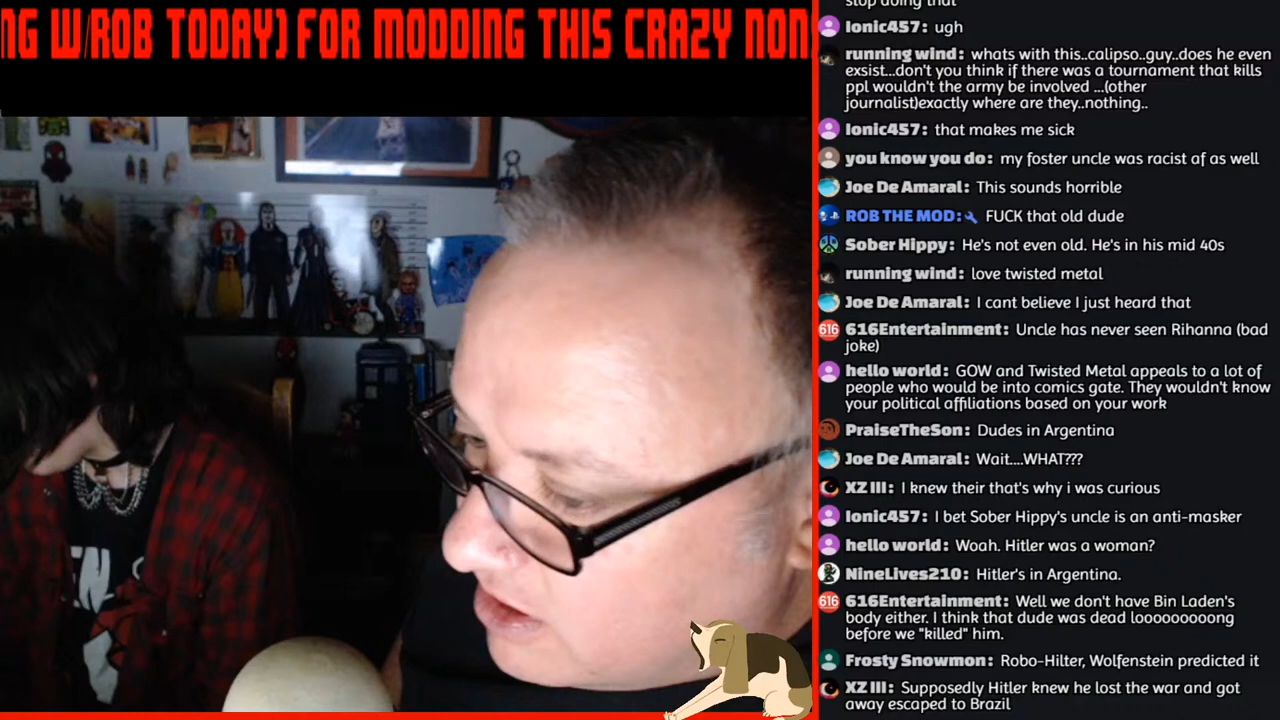 NG W/ROB TODAY) FOR MODDING THIS CRAZY NON
stop doing that
Ionic457: ugh
running wind: whats with this..calipso..guy..does he even
exsist...don't you think if there was a tournament that kills
ppl wouldn't the army be involved ...(other
journalist)exactly where are they..nothing..
Ionic457: that makes me sick
you know you do: my foster uncle was racist af as well
Joe De Amaral: This sounds horrible
ROB THE MOD: FUCK that old dude
Sober Hippy: He's not even old. He's in his mid 40s
running wind: love twisted metal
Joe De Amaral: I cant believe I just heard that
616 616Entertainment: Uncle has never seen Rihanna (bad
joke)
hello world: GOW and Twisted Metal appeals to a lot of
people who would be into comics gate. They wouldn't know
your political affiliations based on your work
PraiseTheSon: Dudes in Argentina
Joe De Amaral: Wait....WHAT???
XZ III: I knew their that's why i was curious
Ionic457: I bet Sober Hippy's uncle is an anti-masker
hello world: Woah. Hitler was a woman?
NineLives210: Hitler's in Argentina.
616 616Entertainment: Well we don't have Bin Laden's
body either. I think that dude was dead looooooooong
before we "killed" him.
Frosty Snowmon: Robo-Hilter, Wolfenstein predicted it
XZ III: Supposedly Hitler knew he lost the war and got
away escaped to Brazil